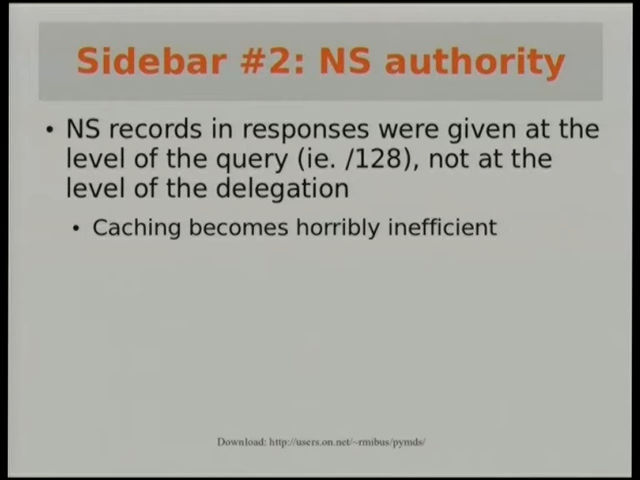 Sidebar #2: NS authority
• NS records in responses were given at the
level of the query (ie. /128), not at the
level of the delegation
• Caching becomes horribly inefficient
Download: http://users.on.net/~rmibus/pymds/